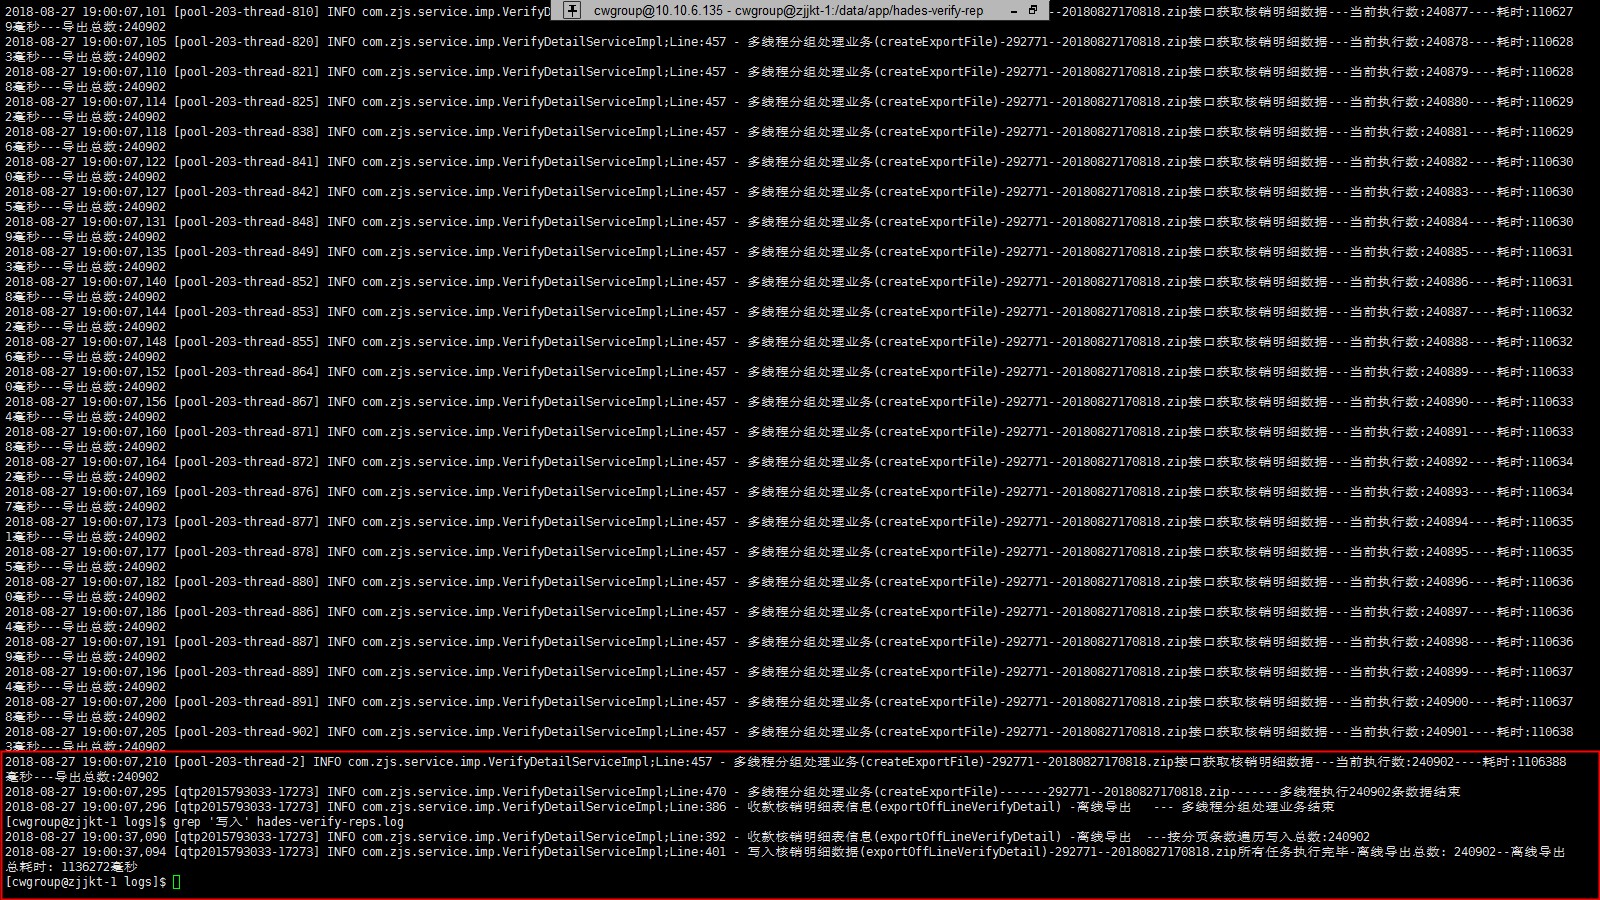 cwgroup@10.10.6.135 - cwgroup@zjjkt-1:/data/app/hades-verify-rep
2018-08-27 19:00:07,101 [pool-203-thread-810] INFO com.zjs.service.imp.VerifyD --20180827170818.zip接口获取核销明细数据---当前执行数:240877----耗时:110627
9毫秒---导出总数:240902
2018-08-27 19:00:07,105 [pool-203-thread-820] INFO com.zjs.service.imp.VerifyDetailServiceImpl;Line:457 - 多线程分组处理业务(createExportFile)-292771--20180827170818.zip接口获取核销明细数据---当前执行数:240878----耗时:110628
3毫秒---导出总数:240902
2018-08-27 19:00:07,110 [pool-203-thread-821] INFO com.zjs.service.imp.VerifyDetailServiceImpl;Line:457 - 多线程分组处理业务(createExportFile)-292771--20180827170818.zip接口获取核销明细数据---当前执行数:240879----耗时:110628
8毫秒---导出总数:240902
2018-08-27 19:00:07,114 [pool-203-thread-825] INFO com.zjs.service.imp.VerifyDetailServiceImpl;Line:457 - 多线程分组处理业务(createExportFile)-292771--20180827170818.zip接口获取核销明细数据---当前执行数:240880----耗时:110629
2毫秒---导出总数:240902
2018-08-27 19:00:07,118 [pool-203-thread-838] INFO com.zjs.service.imp.VerifyDetailServiceImpl;Line:457 - 多线程分组处理业务(createExportFile)-292771--20180827170818.zip接口获取核销明细数据---当前执行数:240881----耗时:110629
6毫秒---导出总数:240902
2018-08-27 19:00:07,122 [pool-203-thread-841] INFO com.zjs.service.imp.VerifyDetailServiceImpl;Line:457 - 多线程分组处理业务(createExportFile)-292771--20180827170818.zip接口获取核销明细数据---当前执行数:240882----耗时:110630
0毫秒---导出总数:240902
2018-08-27 19:00:07,127 [pool-203-thread-842] INFO com.zjs.service.imp.VerifyDetailServiceImpl;Line:457 - 多线程分组处理业务(createExportFile)-292771--20180827170818.zip接口获取核销明细数据---当前执行数:240883----耗时:110630
5毫秒---导出总数:240902
2018-08-27 19:00:07,131 [pool-203-thread-848] INFO com.zjs.service.imp.VerifyDetailServiceImpl;Line:457 - 多线程分组处理业务(createExportFile)-292771--20180827170818.zip接口获取核销明细数据---当前执行数:240884----耗时:110630
9毫秒---导出总数:240902
2018-08-27 19:00:07,135 [pool-203-thread-849] INFO com.zjs.service.imp.VerifyDetailServiceImpl;Line:457 - 多线程分组处理业务(createExportFile)-292771--20180827170818.zip接口获取核销明细数据---当前执行数:240885----耗时:110631
3毫秒---导出总数:240902
2018-08-27 19:00:07,140 [pool-203-thread-852] INFO com.zjs.service.imp.VerifyDetailServiceImpl;Line:457 - 多线程分组处理业务(createExportFile)-292771--20180827170818.zip接口获取核销明细数据---当前执行数:240886----耗时:110631
8毫秒---导出总数:240902
2018-08-27 19:00:07,144 [pool-203-thread-853] INFO com.zjs.service.imp.VerifyDetailServiceImpl;Line:457 - 多线程分组处理业务(createExportFile)-292771--20180827170818.zip接口获取核销明细数据---当前执行数:240887----耗时:110632
2毫秒---导出总数:240902
2018-08-27 19:00:07,148 [pool-203-thread-855] INFO com.zjs.service.imp.VerifyDetailServiceImpl;Line:457 - 多线程分组处理业务(createExportFile)-292771--20180827170818.zip接口获取核销明细数据---当前执行数:240888----耗时:110632
6毫秒---导出总数:240902
2018-08-27 19:00:07,152 [pool-203-thread-864] INFO com.zjs.service.imp.VerifyDetailServiceImpl;Line:457 - 多线程分组处理业务(createExportFile)-292771--20180827170818.zip接口获取核销明细数据---当前执行数:240889----耗时:110633
0毫秒---导出总数:240902
2018-08-27 19:00:07,156 [pool-203-thread-867] INFO com.zjs.service.imp.VerifyDetailServiceImpl;Line:457 - 多线程分组处理业务(createExportFile)-292771--20180827170818.zip接口获取核销明细数据---当前执行数:240890----耗时:110633
4毫秒---导出总数:240902
2018-08-27 19:00:07,160 [pool-203-thread-871] INFO com.zjs.service.imp.VerifyDetailServiceImpl;Line:457 - 多线程分组处理业务(createExportFile)-292771--20180827170818.zip接口获取核销明细数据---当前执行数:240891----耗时:110633
8毫秒---导出总数:240902
2018-08-27 19:00:07,164 [pool-203-thread-872] INFO com.zjs.service.imp.VerifyDetailServiceImpl;Line:457 - 多线程分组处理业务(createExportFile)-292771--20180827170818.zip接口获取核销明细数据---当前执行数:240892----耗时:110634
2毫秒---导出总数:240902
2018-08-27 19:00:07,169 [pool-203-thread-876] INFO com.zjs.service.imp.VerifyDetailServiceImpl;Line:457 - 多线程分组处理业务(createExportFile)-292771--20180827170818.zip接口获取核销明细数据---当前执行数:240893----耗时:110634
7毫秒---导出总数:240902
2018-08-27 19:00:07,173 [pool-203-thread-877] INFO com.zjs.service.imp.VerifyDetailServiceImpl;Line:457 - 多线程分组处理业务(createExportFile)-292771--20180827170818.zip接口获取核销明细数据---当前执行数:240894----耗时:110635
1毫秒---导出总数:240902
2018-08-27 19:00:07,177 [pool-203-thread-878] INFO com.zjs.service.imp.VerifyDetailServiceImpl;Line:457 - 多线程分组处理业务(createExportFile)-292771--20180827170818.zip接口获取核销明细数据---当前执行数:240895----耗时:110635
5毫秒---导出总数:240902
2018-08-27 19:00:07,182 [pool-203-thread-880] INFO com.zjs.service.imp.VerifyDetailServiceImpl;Line:457 - 多线程分组处理业务(createExportFile)-292771--20180827170818.zip接口获取核销明细数据---当前执行数:240896----耗时:110636
0毫秒---导出总数:240902
2018-08-27 19:00:07,186 [pool-203-thread-886] INFO com.zjs.service.imp.VerifyDetailServiceImpl;Line:457 - 多线程分组处理业务(createExportFile)-292771--20180827170818.zip接口获取核销明细数据---当前执行数:240897----耗时:110636
4毫秒---导出总数:240902
2018-08-27 19:00:07,191 [pool-203-thread-887] INFO com.zjs.service.imp.VerifyDetailServiceImpl;Line:457 - 多线程分组处理业务(createExportFile)-292771--20180827170818.zip接口获取核销明细数据---当前执行数:240898----耗时:110636
9毫秒---导出总数:240902
2018-08-27 19:00:07,196 [pool-203-thread-889] INFO com.zjs.service.imp.VerifyDetailServiceImpl;Line:457 - 多线程分组处理业务(createExportFile)-292771--20180827170818.zip接口获取核销明细数据---当前执行数:240899----耗时:110637
4毫秒---导出总数:240902
2018-08-27 19:00:07,200 [pool-203-thread-891] INFO com.zjs.service.imp.VerifyDetailServiceImpl;Line:457 - 多线程分组处理业务(createExportFile)-292771--20180827170818.zip接口获取核销明细数据---当前执行数:240900----耗时:110637
8毫秒---导出总数:240902
2018-08-27 19:00:07,205 [pool-203-thread-902] INFO com.zjs.service.imp.VerifyDetailServiceImpl;Line:457 - 多线程分组处理业务(createExportFile)-292771--20180827170818.zip接口获取核销明细数据---当前执行数:240901----耗时:110638
3毫秒---导出总数:240902
2018-08-27 19:00:07,210 [pool-203-thread-2] INFO com.zjs.service.imp.VerifyDetailServiceImpl;Line:457 - 多线程分组处理业务(createExportFile)-292771--20180827170818.zip接口获取核销明细数据---当前执行数:240902----耗时:1106388
毫秒---导出总数:240902
2018-08-27 19:00:07,295 [qtp2015793033-17273] INFO com.zjs.service.imp.VerifyDetailServiceImpl;Line:470 - 多线程分组处理业务(createExportFile)-------292771--20180827170818.zip-------多线程执行240902条数据结束
2018-08-27 19:00:07,296 [qtp2015793033-17273] INFO com.zjs.service.imp.VerifyDetailServiceImpl;Line:386 - 收款核销明细表信息(exportOffLineVerifyDetail) -离线导出 --- 多线程分组处理业务结束
[cwgroup@zjjkt-1 logs]$ grep '写入' hades-verify-reps.log
2018-08-27 19:00:37,090 [qtp2015793033-17273] INFO com.zjs.service.imp.VerifyDetailServiceImpl;Line:392 - 收款核销明细表信息(exportOffLineVerifyDetail) -离线导出 ---按分页条数遍历写入总数:240902
2018-08-27 19:00:37,094 [qtp2015793033-17273] INFO com.zjs.service.imp.VerifyDetailServiceImpl;Line:401 - 写入核销明细数据(exportOffLineVerifyDetail)-292771--20180827170818.zip所有任务执行完毕-离线导出总数: 240902--离线导出
总耗时: 1136272毫秒
[cwgroup@zjjkt-1 logs]$